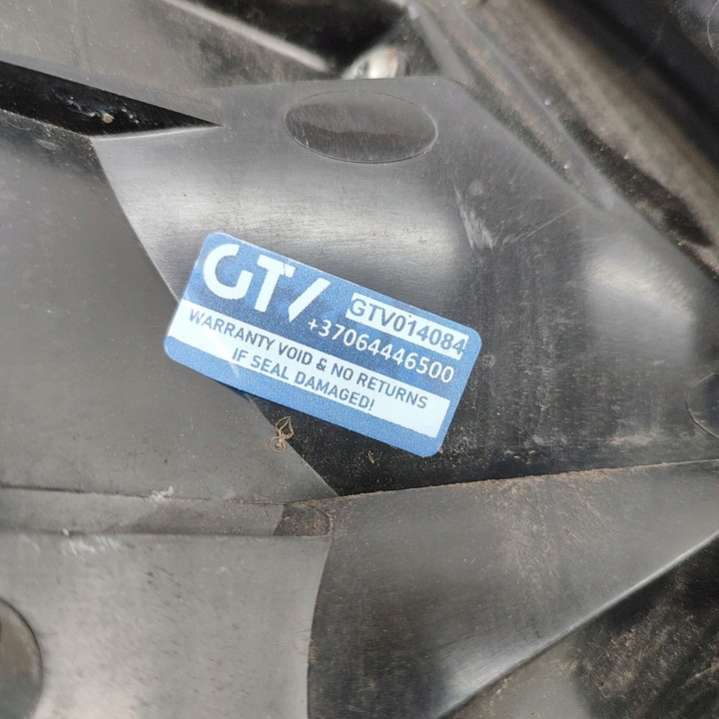 GTV
GTV014084
+37064446500
WARRANTY VOID & NO RETURNS
IF SEAL DAMAGED!